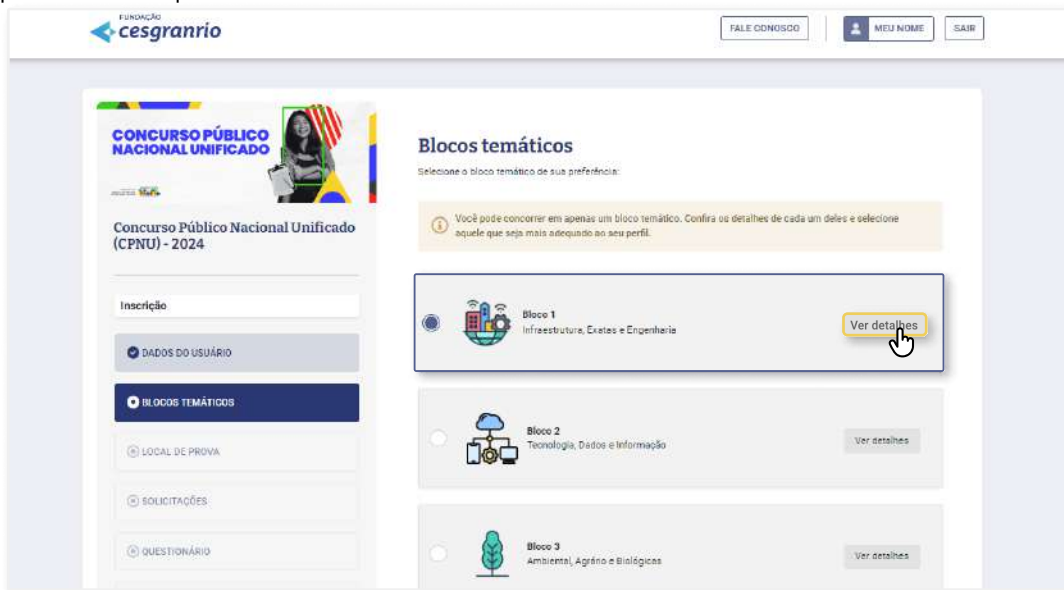 FUNDAÇÃO
cesgranrio
FALE CONOSCO
MEU NOME
SAIR
CONCURSO PÚBLICO
NACIONAL UNIFICADO
Concurso Público Nacional Unificado
(CPNU) - 2024
Inscrição
DADOS DO USUÁRIO
BLOCOS TEMÁTICOS
LOCAL DE PROVA
SOLICITAÇÕES
QUESTIONÁRIO
Blocos temáticos
Selecione o bloco temático de sua preferência:
Você pode concorrer em apenas um bloco temático. Confira os detalhes de cada um deles e selecione
aquele que seja mais adequado ao seu perfil.
Bloco 1
Infraestrutura, Exatas e Engenharia
Ver detalhes
Bloco 2
Tecnologia, Dados e Informação
Ver detalhes
Bloco 3
Ambiental, Agrário e Biológicas
Ver detalhes